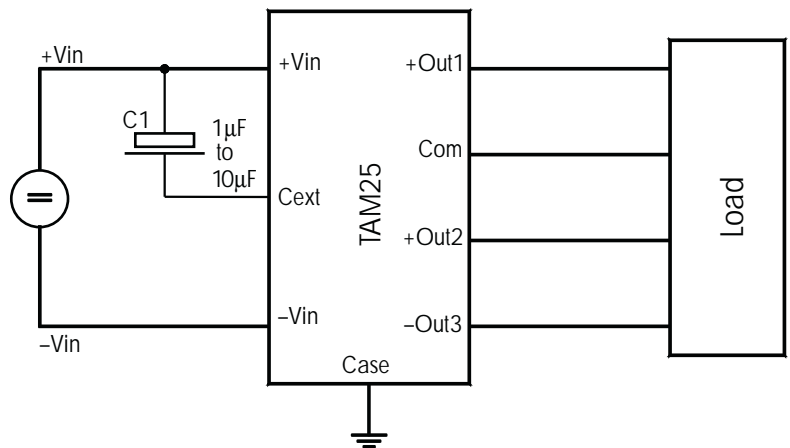 +Vin
+Vin
+Out1
C1
1µF
to
10µF
Com
Cext
TAM25
+Out2
Load
–Vin
–Out3
–Vin
Case